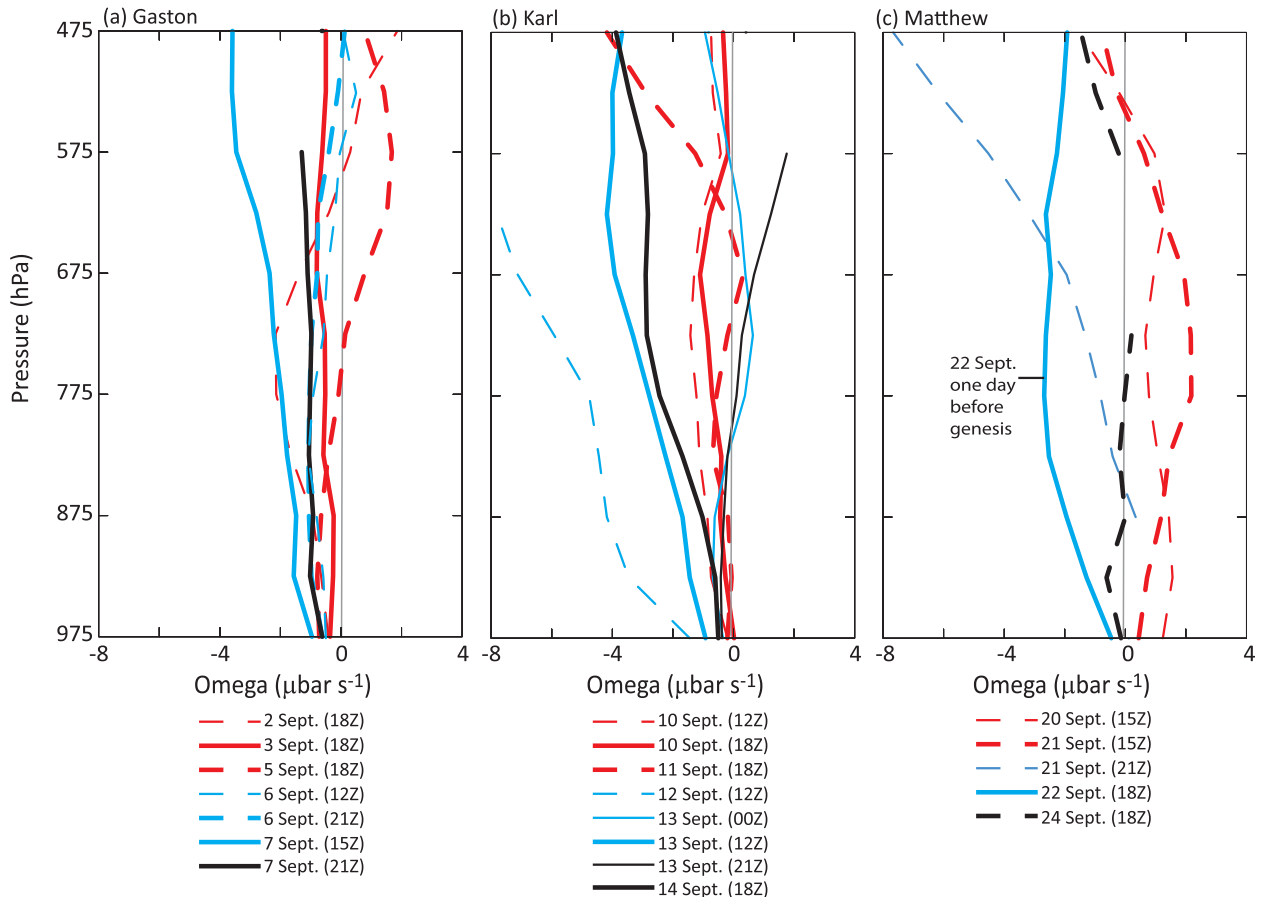 (a) Gaston
(b) Karl
(c) Matthew
475
575
675
775
875
975
Pressure (hPa)
22 Sept.
one day
before
genesis
-8 -4 0 4
-8 -4 0 4
-8 -4 0 4
Omega (μbar s-1)
Omega (μbar s-1)
Omega (μbar s-1)
2 Sept. (18Z)
3 Sept. (18Z)
5 Sept. (18Z)
6 Sept. (12Z)
6 Sept. (21Z)
7 Sept. (15Z)
7 Sept. (21Z)
10 Sept. (12Z)
10 Sept. (18Z)
11 Sept. (18Z)
12 Sept. (12Z)
13 Sept. (00Z)
13 Sept. (12Z)
13 Sept. (21Z)
14 Sept. (18Z)
20 Sept. (15Z)
21 Sept. (15Z)
21 Sept. (21Z)
22 Sept. (18Z)
24 Sept. (18Z)